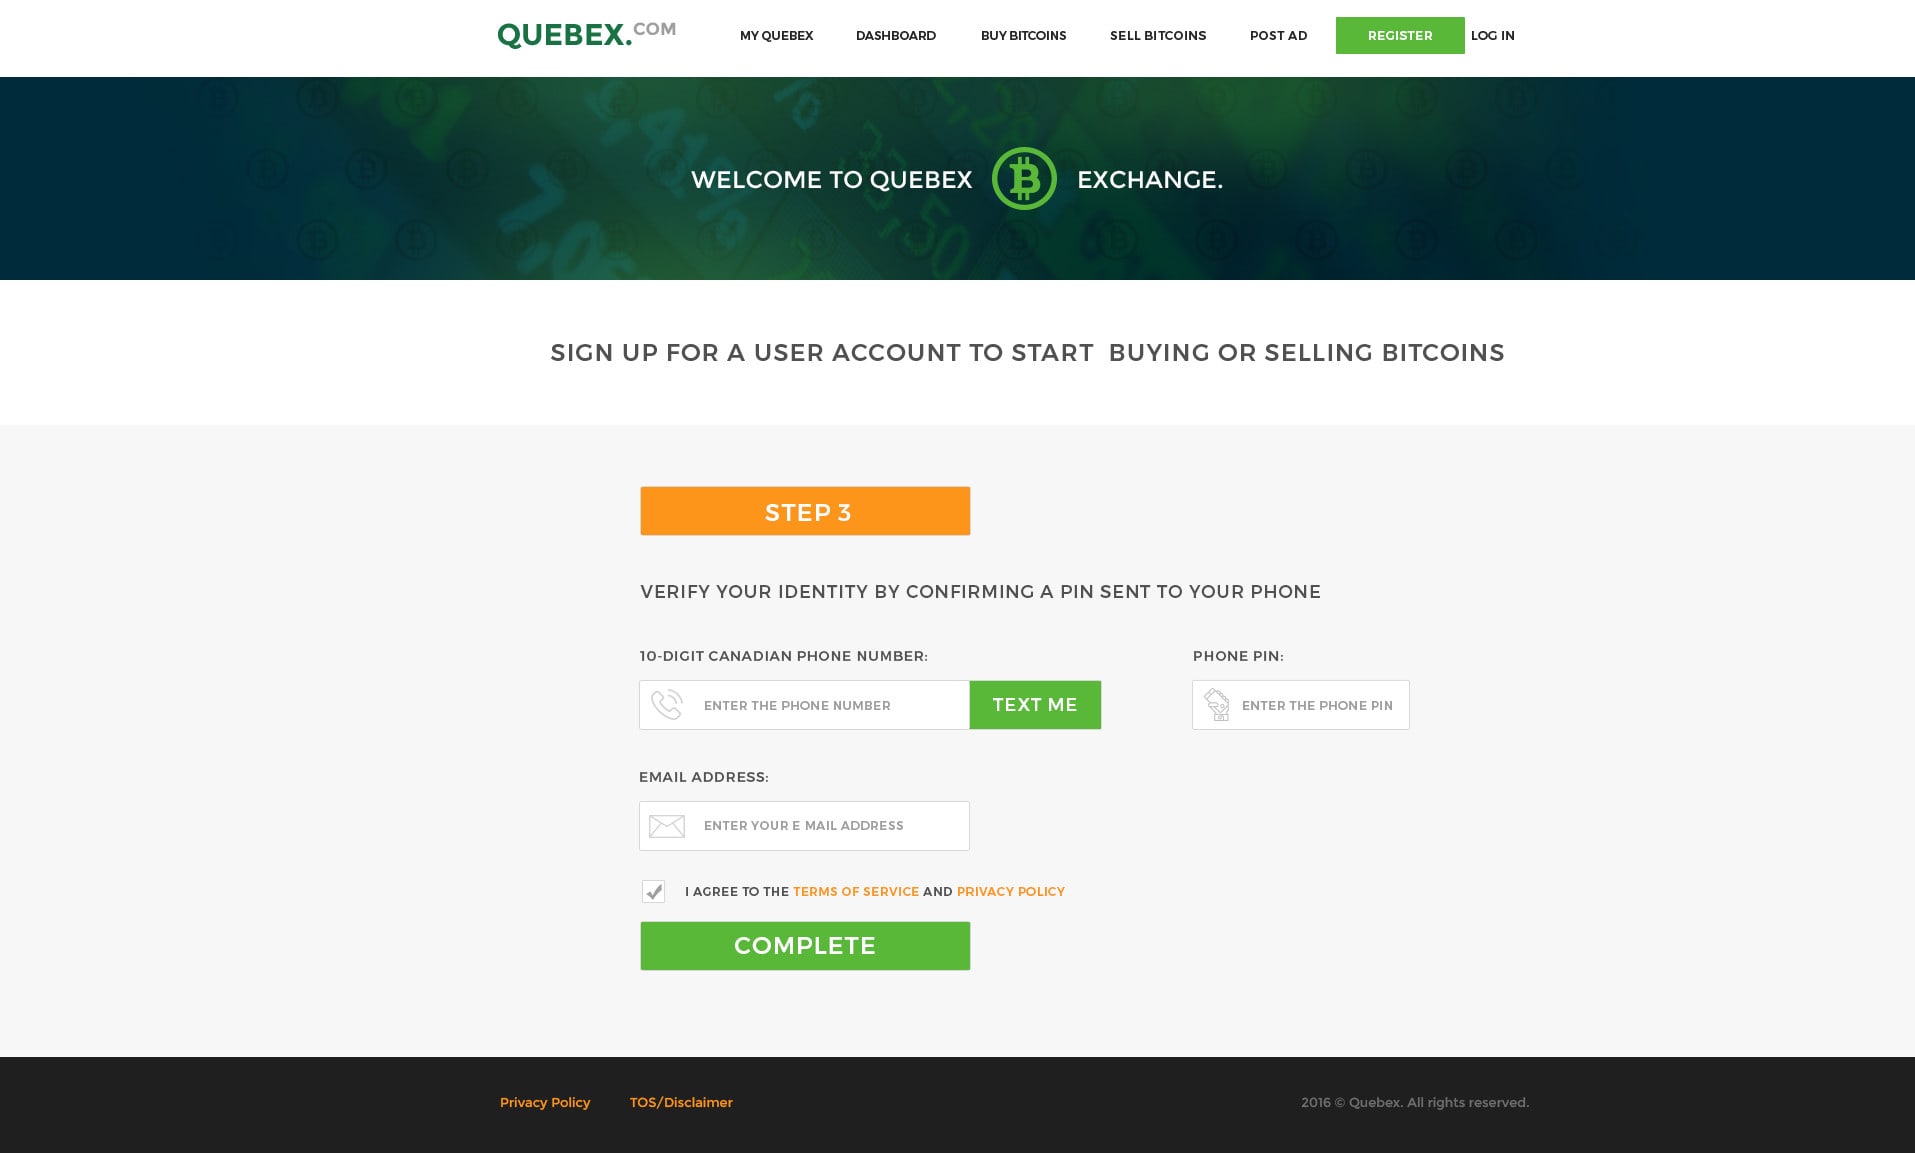 QUEBEX.COM
MY QUEBEX
DASHBOARD
BUY BITCOINS
SELL BITCOINS
POST AD
REGISTER
LOG IN
WELCOME TO QUEBEX EXCHANGE.
SIGN UP FOR A USER ACCOUNT TO START BUYING OR SELLING BITCOINS
STEP 3
VERIFY YOUR IDENTITY BY CONFIRMING A PIN SENT TO YOUR PHONE
10-DIGIT CANADIAN PHONE NUMBER:
ENTER THE PHONE NUMBER
TEXT ME
PHONE PIN:
ENTER THE PHONE PIN
EMAIL ADDRESS:
ENTER YOUR E MAIL ADDRESS
I AGREE TO THE TERMS OF SERVICE AND PRIVACY POLICY
COMPLETE
Privacy Policy
TOS/Disclaimer
2016 © Quebex. All rights reserved.